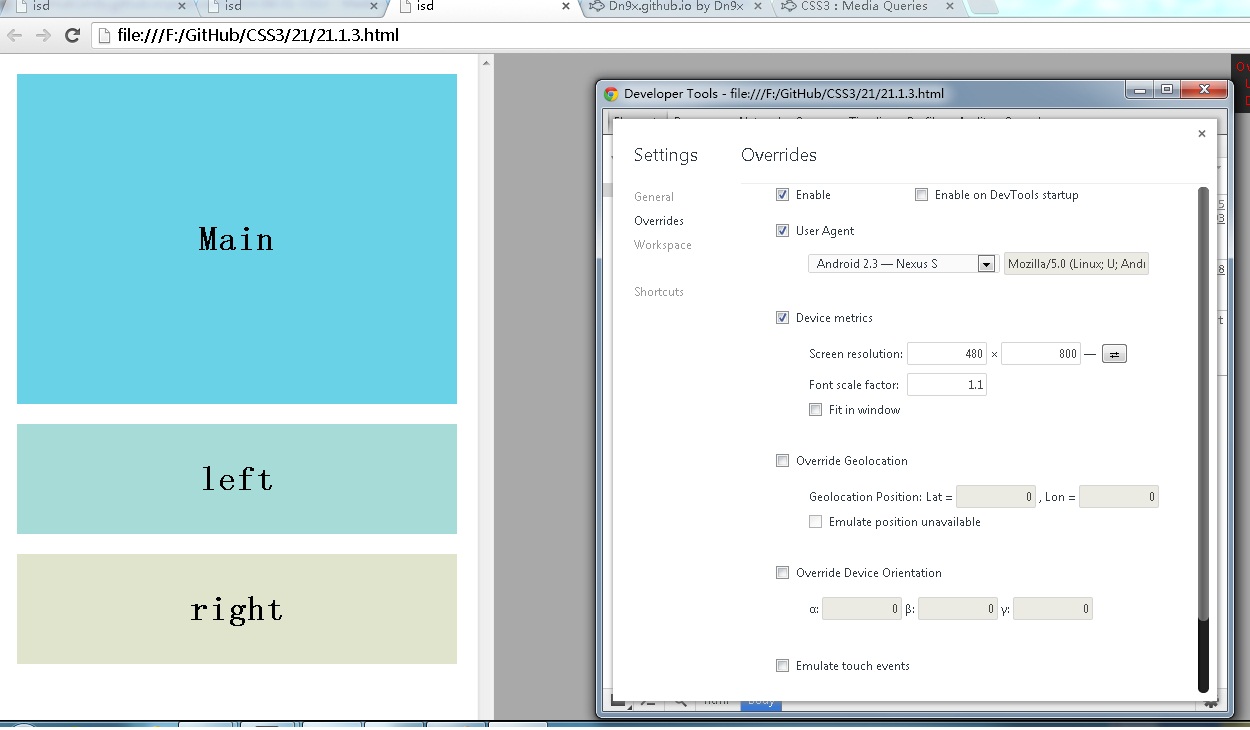 isd
isd
isd
Dn9x.github.io by Dn9x
CSS3 : Media Queries
file:///F:/GitHub/CSS3/21/21.1.3.html
Main
left
right
Developer Tools - file:///F:/GitHub/CSS3/21/21.1.3.html
Settings
General
Overrides
Workspace
Shortcuts
Overrides
Enable
Enable on DevTools startup
User Agent
Android 2.3 — Nexus S
Mozilla/5.0 (Linux; U; Andr
Device metrics
Screen resolution: 480 × 800 —
Font scale factor: 1.1
Fit in window
Override Geolocation
Geolocation Position: Lat = 0 , Lon = 0
Emulate position unavailable
Override Device Orientation
α: 0 β: 0 γ: 0
Emulate touch events
html
body